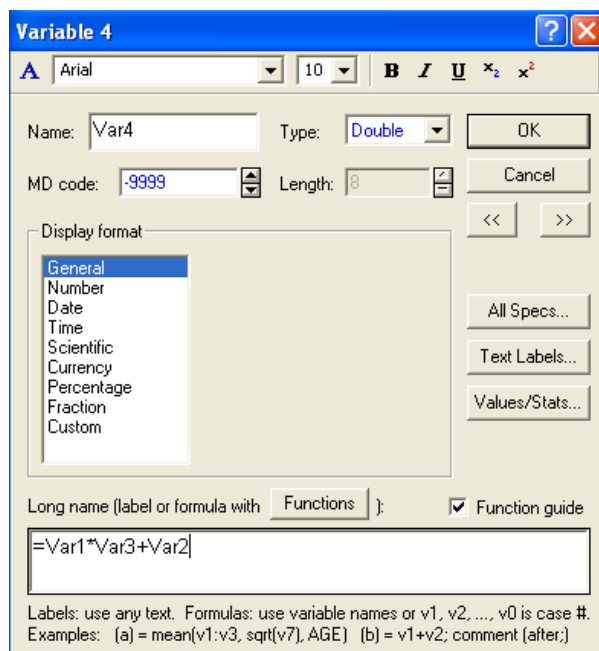 Variable 4
A Arial 10 B I U x₂ x²
Name: Var4 Type: Double OK
MD code: -9999 Length: 8 Cancel
<< >>
Display format
General
Number
Date
Time
Scientific
Currency
Percentage
Fraction
Custom
All Specs...
Text Labels...
Values/Stats...
Long name (label or formula with Functions ): Function guide
=Var1*Var3+Var2
Labels: use any text. Formulas: use variable names or v1, v2, ..., v0 is case #.
Examples: (a) = mean(v1:v3, sqrt(v7), AGE) (b) = v1+v2; comment (after;)